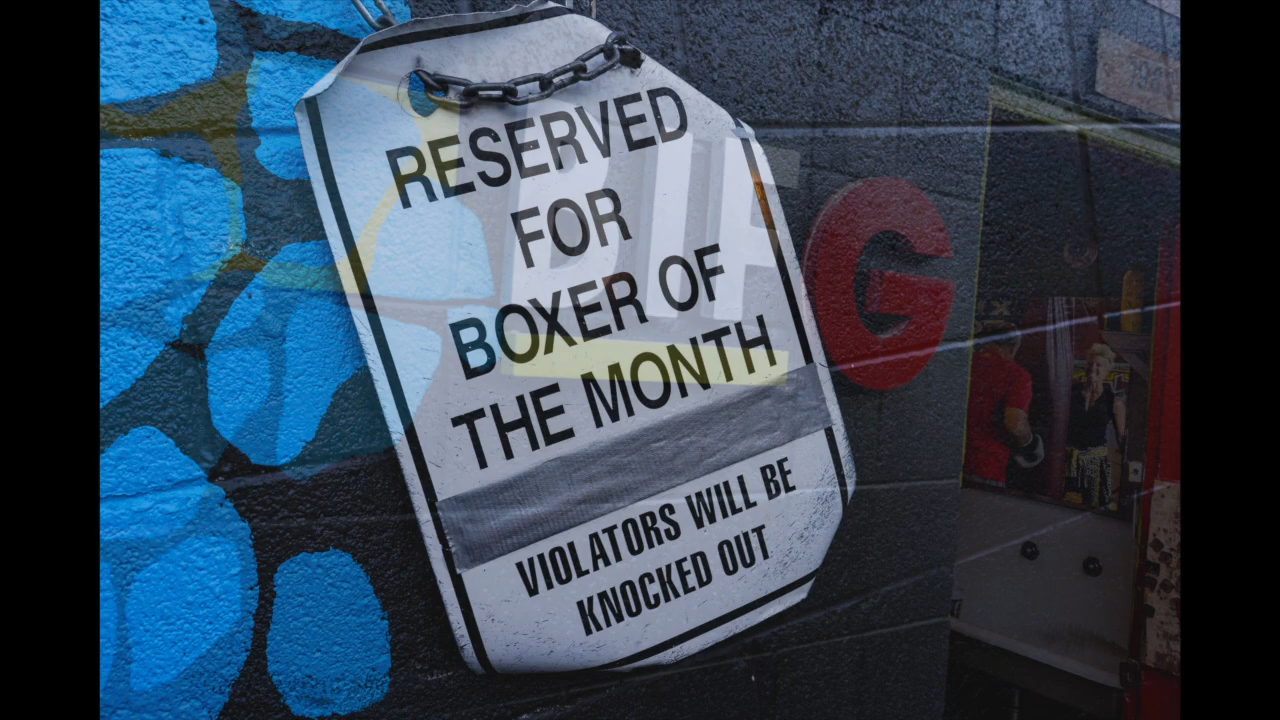 RESERVED
FOR
BOXER OF
THE MONTH
VIOLATORS WILL BE
KNOCKED OUT
G